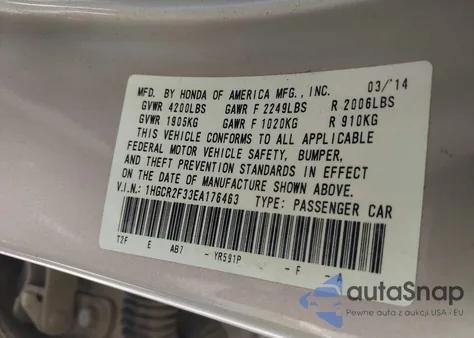 MFD. BY HONDA OF AMERICA MFG., INC. 03/'14
GVWR 4200LBS GAWR F 2249LBS R 2006LBS
GVWR 1905KG GAWR F 1020KG R 910KG
THIS VEHICLE CONFORMS TO ALL APPLICABLE
FEDERAL MOTOR VEHICLE SAFETY, BUMPER,
AND THEFT PREVENTION STANDARDS IN EFFECT
ON THE DATE OF MANUFACTURE SHOWN ABOVE.
V.I.N.: 1HGCR2F33EA176463 TYPE: PASSENGER CAR
T2F E AB7 - YR591P - F - A
autoSnap
Pewne auta z aukcji USA i EU